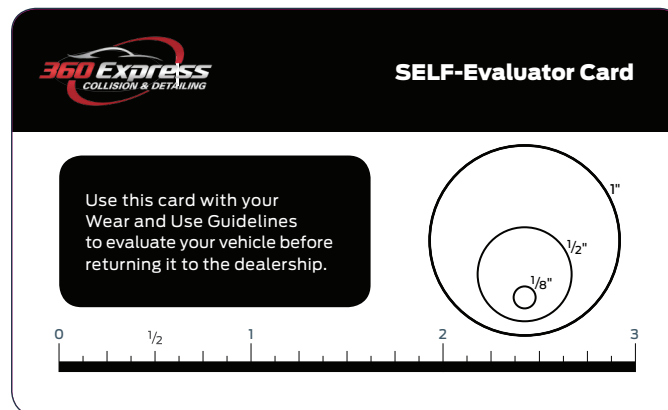 360 Express
COLLISION & DETAILING
SELF-Evaluator Card
Use this card with your
Wear and Use Guidelines
to evaluate your vehicle before
returning it to the dealership.
1"
1/2"
1/8"
0 1/2 1 2 3